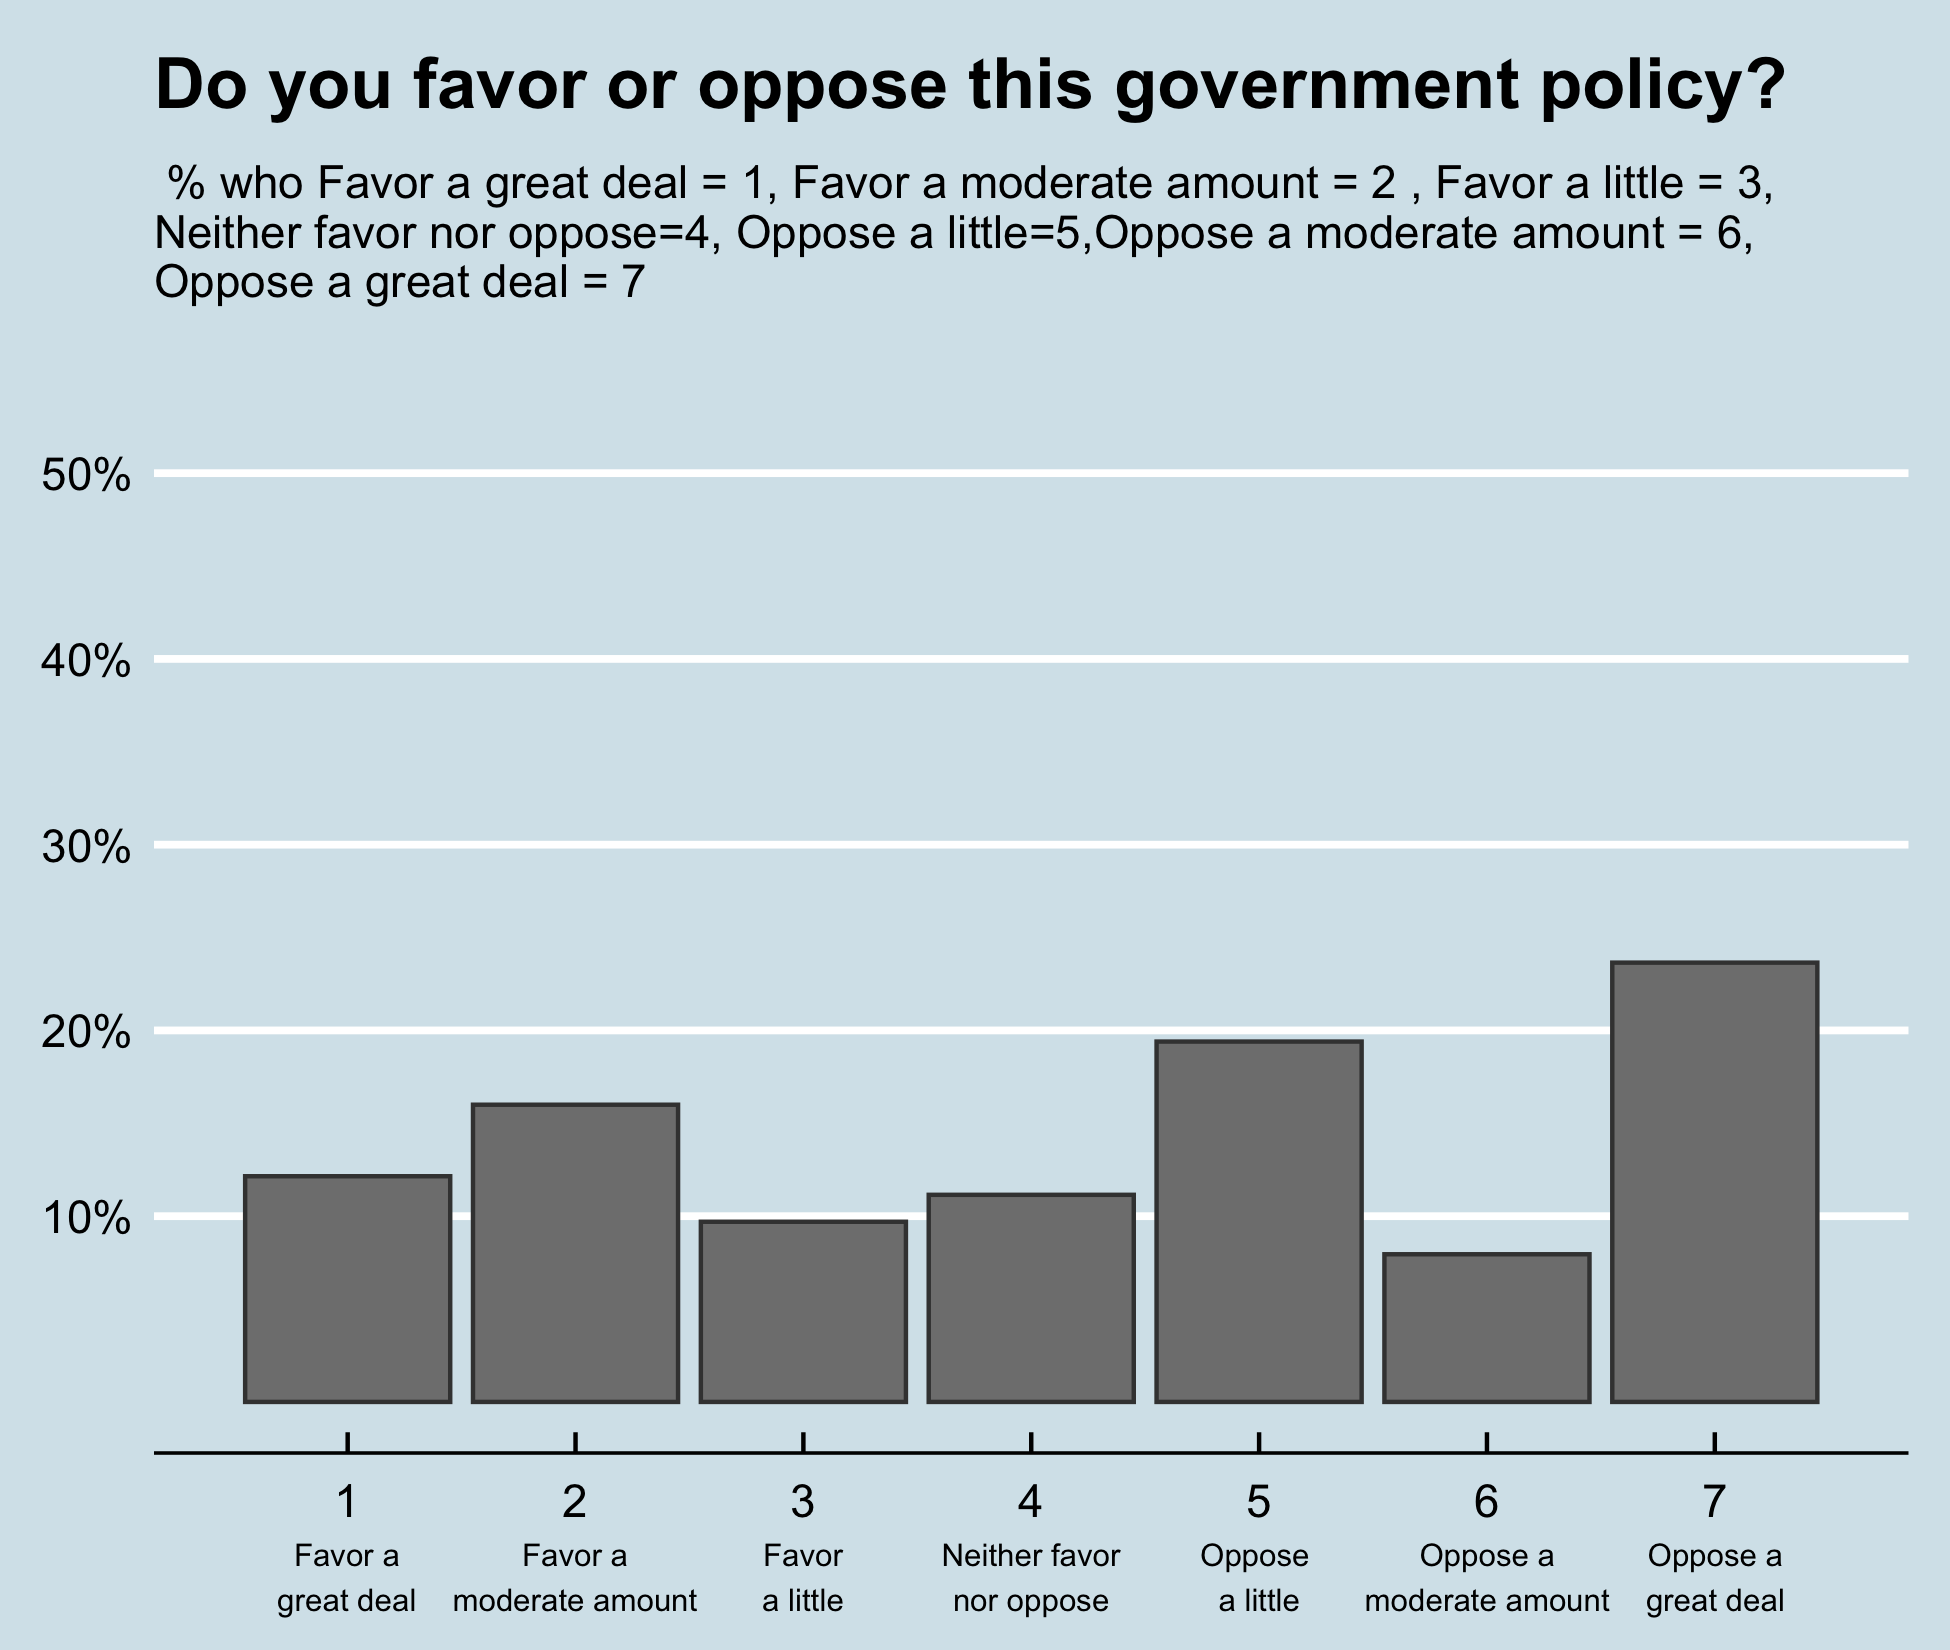 Do you favor or oppose this government policy?
% who Favor a great deal = 1, Favor a moderate amount = 2 , Favor a little = 3,
Neither favor nor oppose=4, Oppose a little=5,Oppose a moderate amount = 6,
Oppose a great deal = 7
50%
40%
30%
20%
10%
1 2 3 4 5 6 7
Favor a Favor a Favor Neither favor Oppose Oppose a Oppose a
great deal moderate amount a little nor oppose a little moderate amount great deal